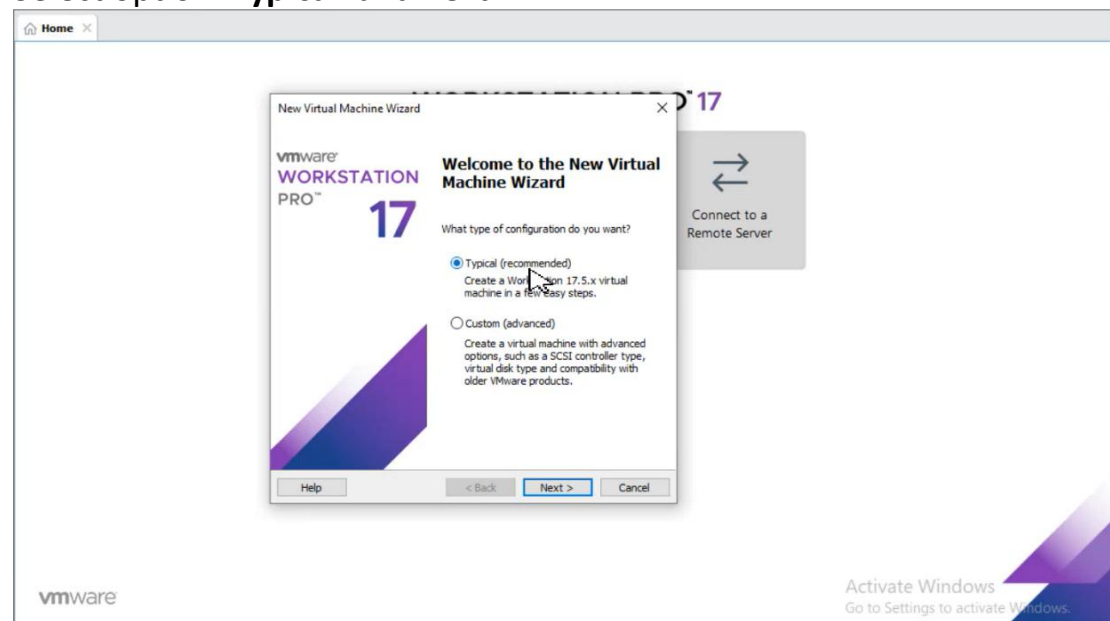 Home
17
New Virtual Machine Wizard
vmware
WORKSTATION
PRO™
17
Welcome to the New Virtual
Machine Wizard
What type of configuration do you want?
Typical (recommended)
Create a Workstation 17.5.x virtual
machine in a few easy steps.
Custom (advanced)
Create a virtual machine with advanced
options, such as a SCSI controller type,
virtual disk type and compatibility with
older VMware products.
Help
< Back
Next >
Cancel
Connect to a
Remote Server
vmware
Activate Windows
Go to Settings to activate Windows.